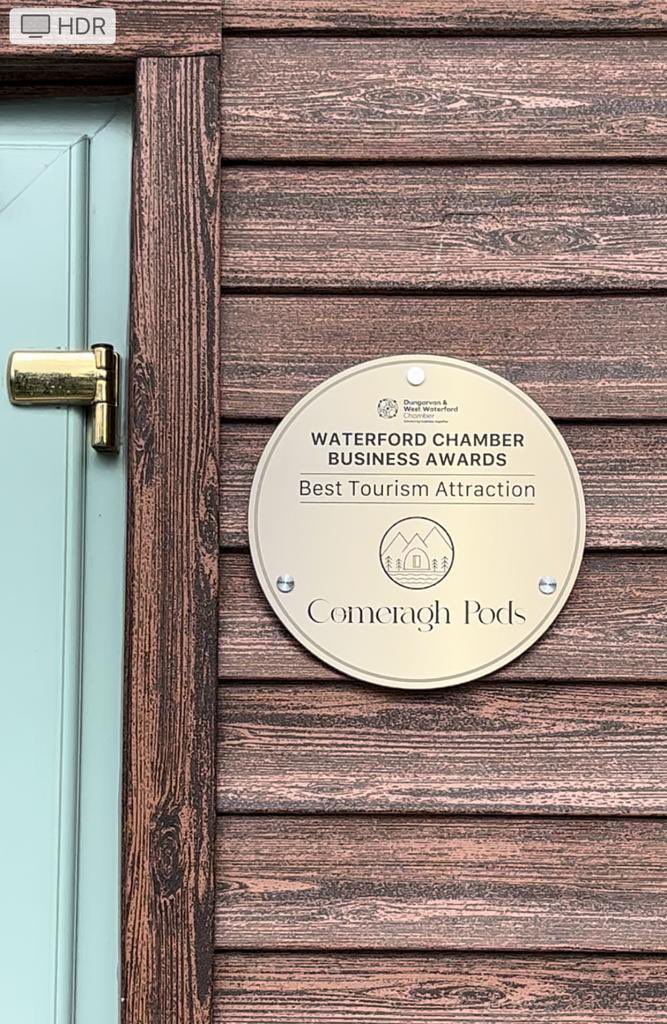 HDR
Dungarvan &
West Waterford
Chamber
WATERFORD CHAMBER
BUSINESS AWARDS
Best Tourism Attraction
Comeragh Pods